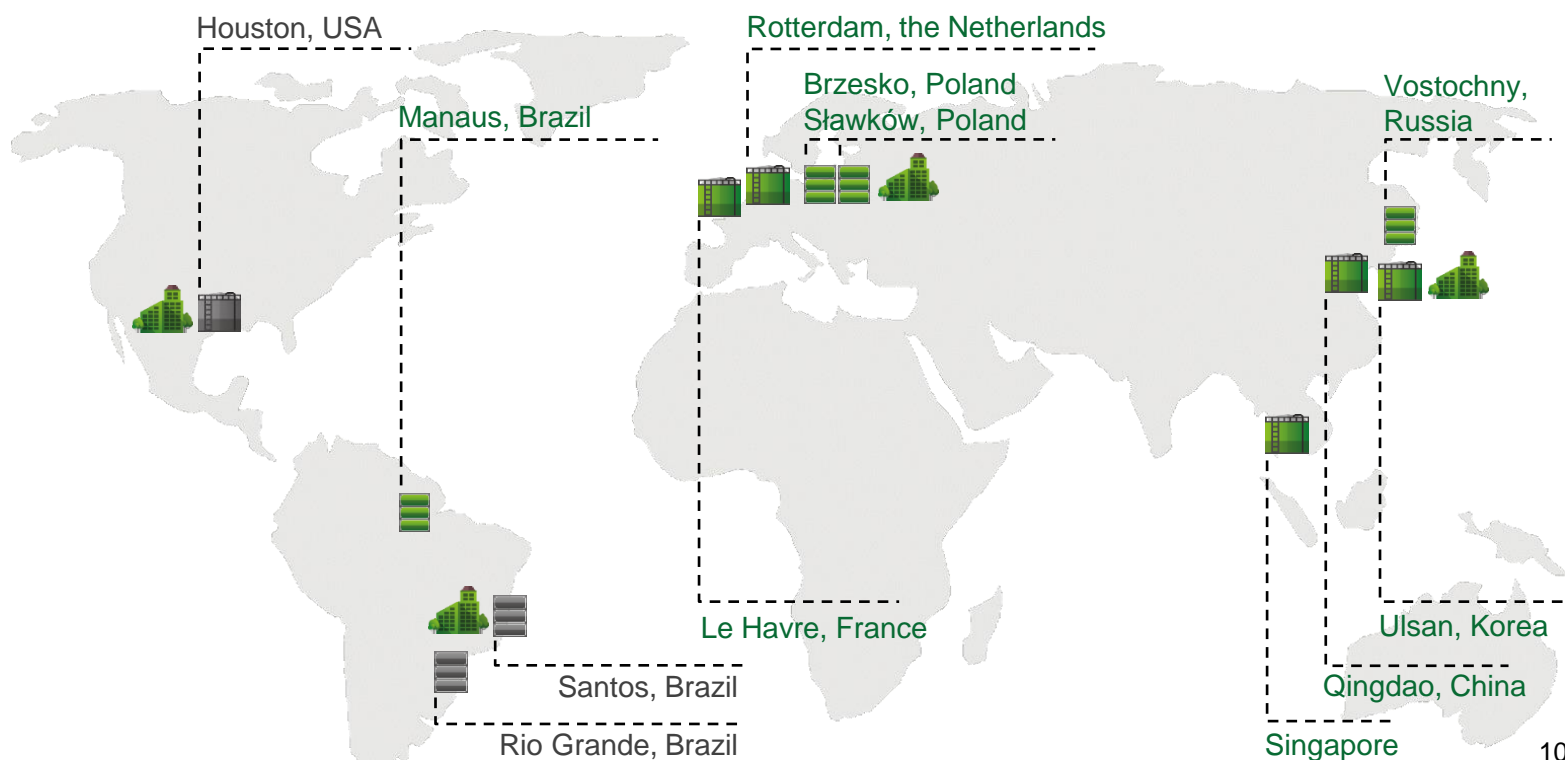 Houston, USA
Rotterdam, the Netherlands
Manaus, Brazil
Brzesko, Poland
Sławków, Poland
Vostochny,
Russia
Le Havre, France
Ulsan, Korea
Santos, Brazil
Qingdao, China
Rio Grande, Brazil
Singapore
10